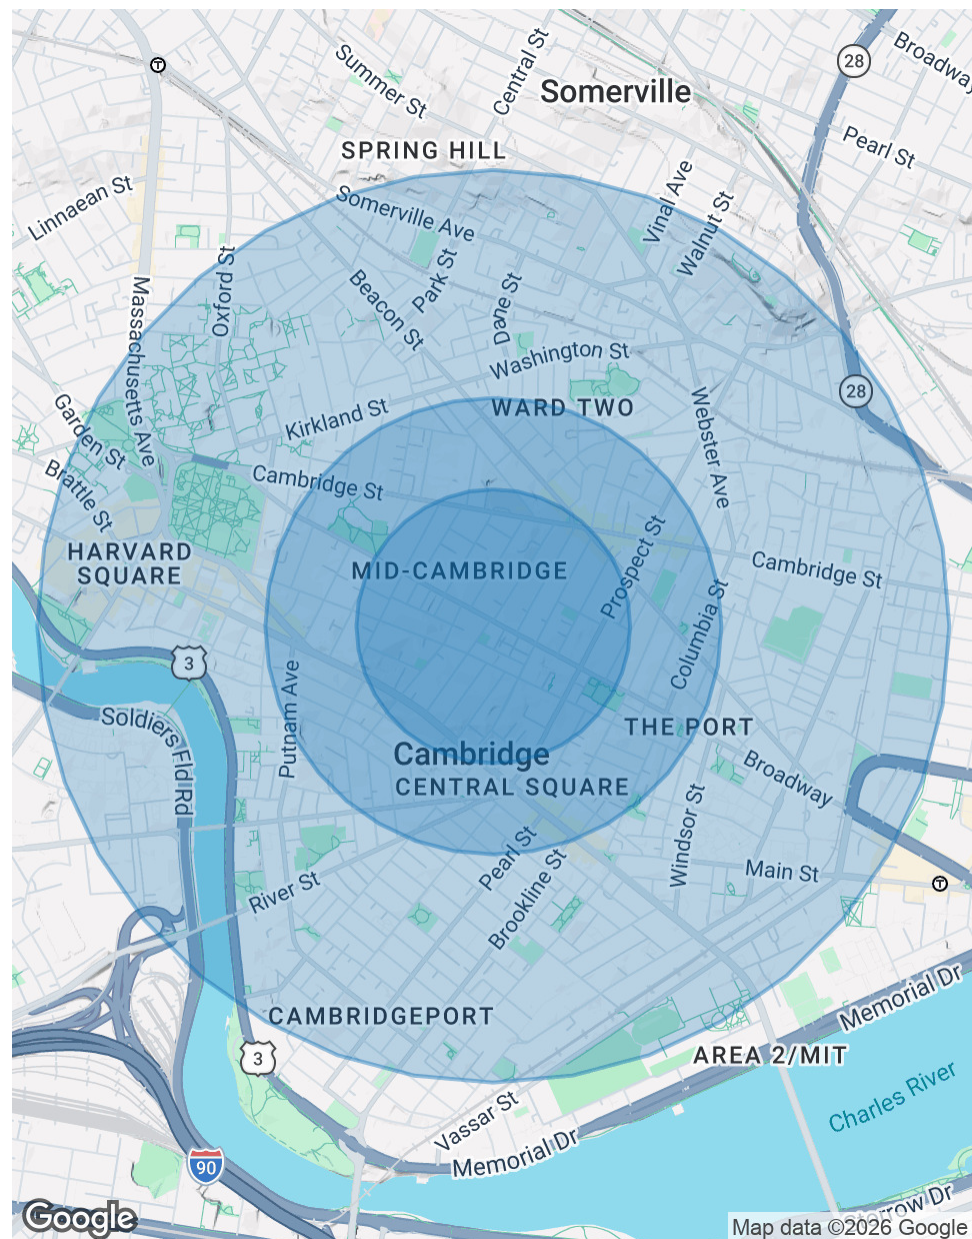 Somerville
28
Broadway
Central St
Summer St
Pearl St
SPRING HILL
Linnaean St
Vinal Ave
Walnut St
Somerville Ave
Park St
Oxford St
Beacon St
Dane St
Massachusetts Ave
Washington St
28
Garden St
Kirkland St
WARD TWO
Webster Ave
Brattle St
Cambridge St
HARVARD
SQUARE
MID-CAMBRIDGE
Prospect St
Cambridge St
Columbia St
3
Putnam Ave
Soldiers Fld Rd
THE PORT
Cambridge
CENTRAL SQUARE
Broadway
Windsor St
Pearl St
Main St
River St
Brookline St
CAMBRIDGEPORT
3
Memorial Dr
AREA 2/MIT
Charles River
Vassar St
Memorial Dr
90
Storrow Dr
Google
Map data ©2026 Google